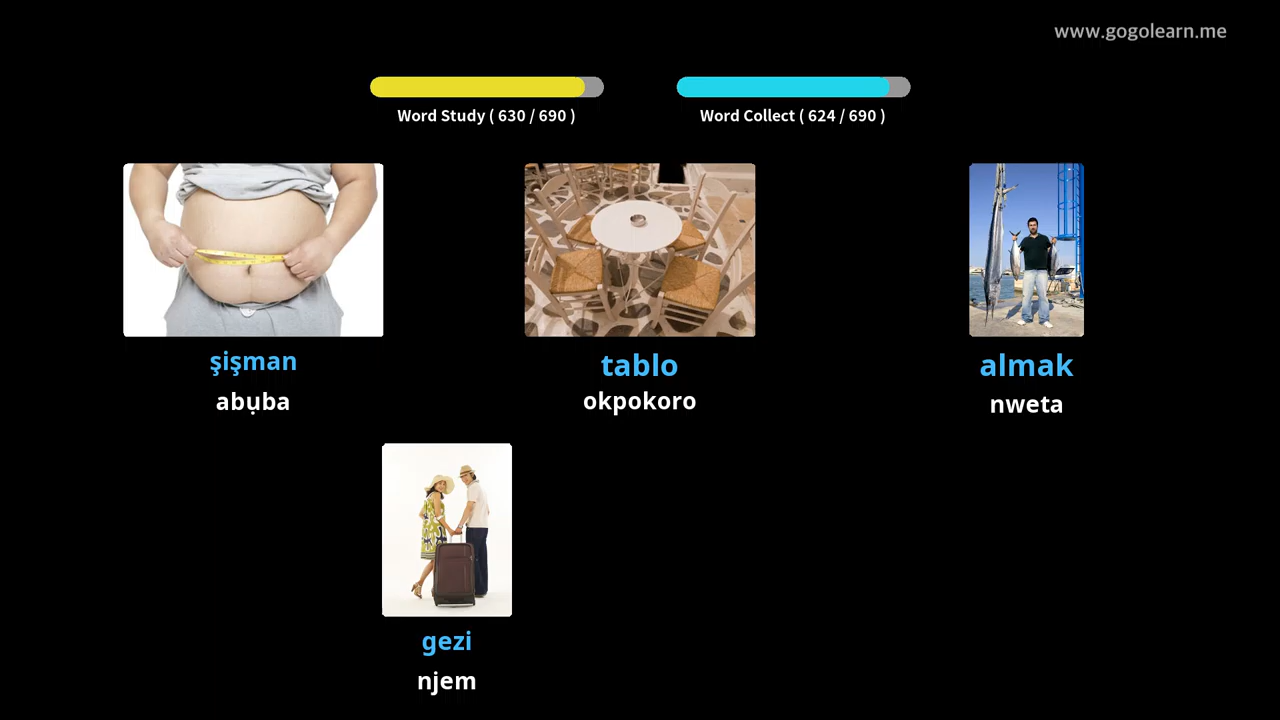 www.gogolearn.me
Word Study ( 630 / 690 )
Word Collect ( 624 / 690 )
şişman
abụba
tablo
okpokoro
almak
nweta
gezi
njem